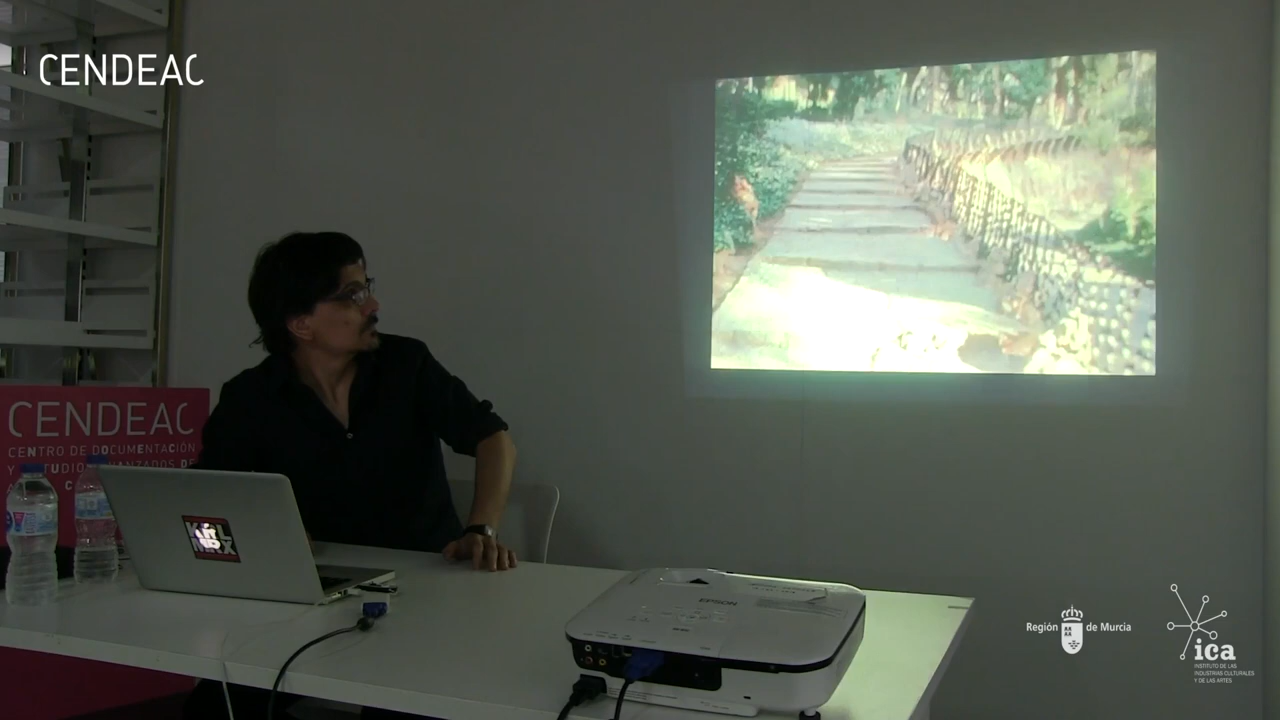 CENDEAC
CENDEAC
CENTRO DE DOCUMENTACIÓN
EPSON
Región de Murcia
ica
INSTITUTO DE LAS
INDUSTRIAS CULTURALES
Y DE LAS ARTES